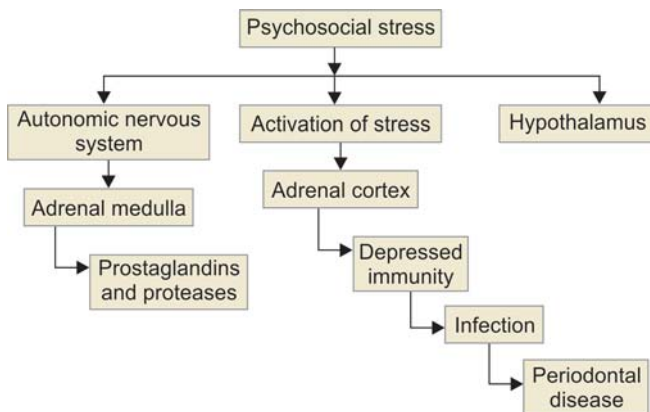 Psychosocial stress
Autonomic nervous
system
Activation of stress
Hypothalamus
Adrenal medulla
Adrenal cortex
Prostaglandins
and proteases
Depressed
immunity
Infection
Periodontal
disease